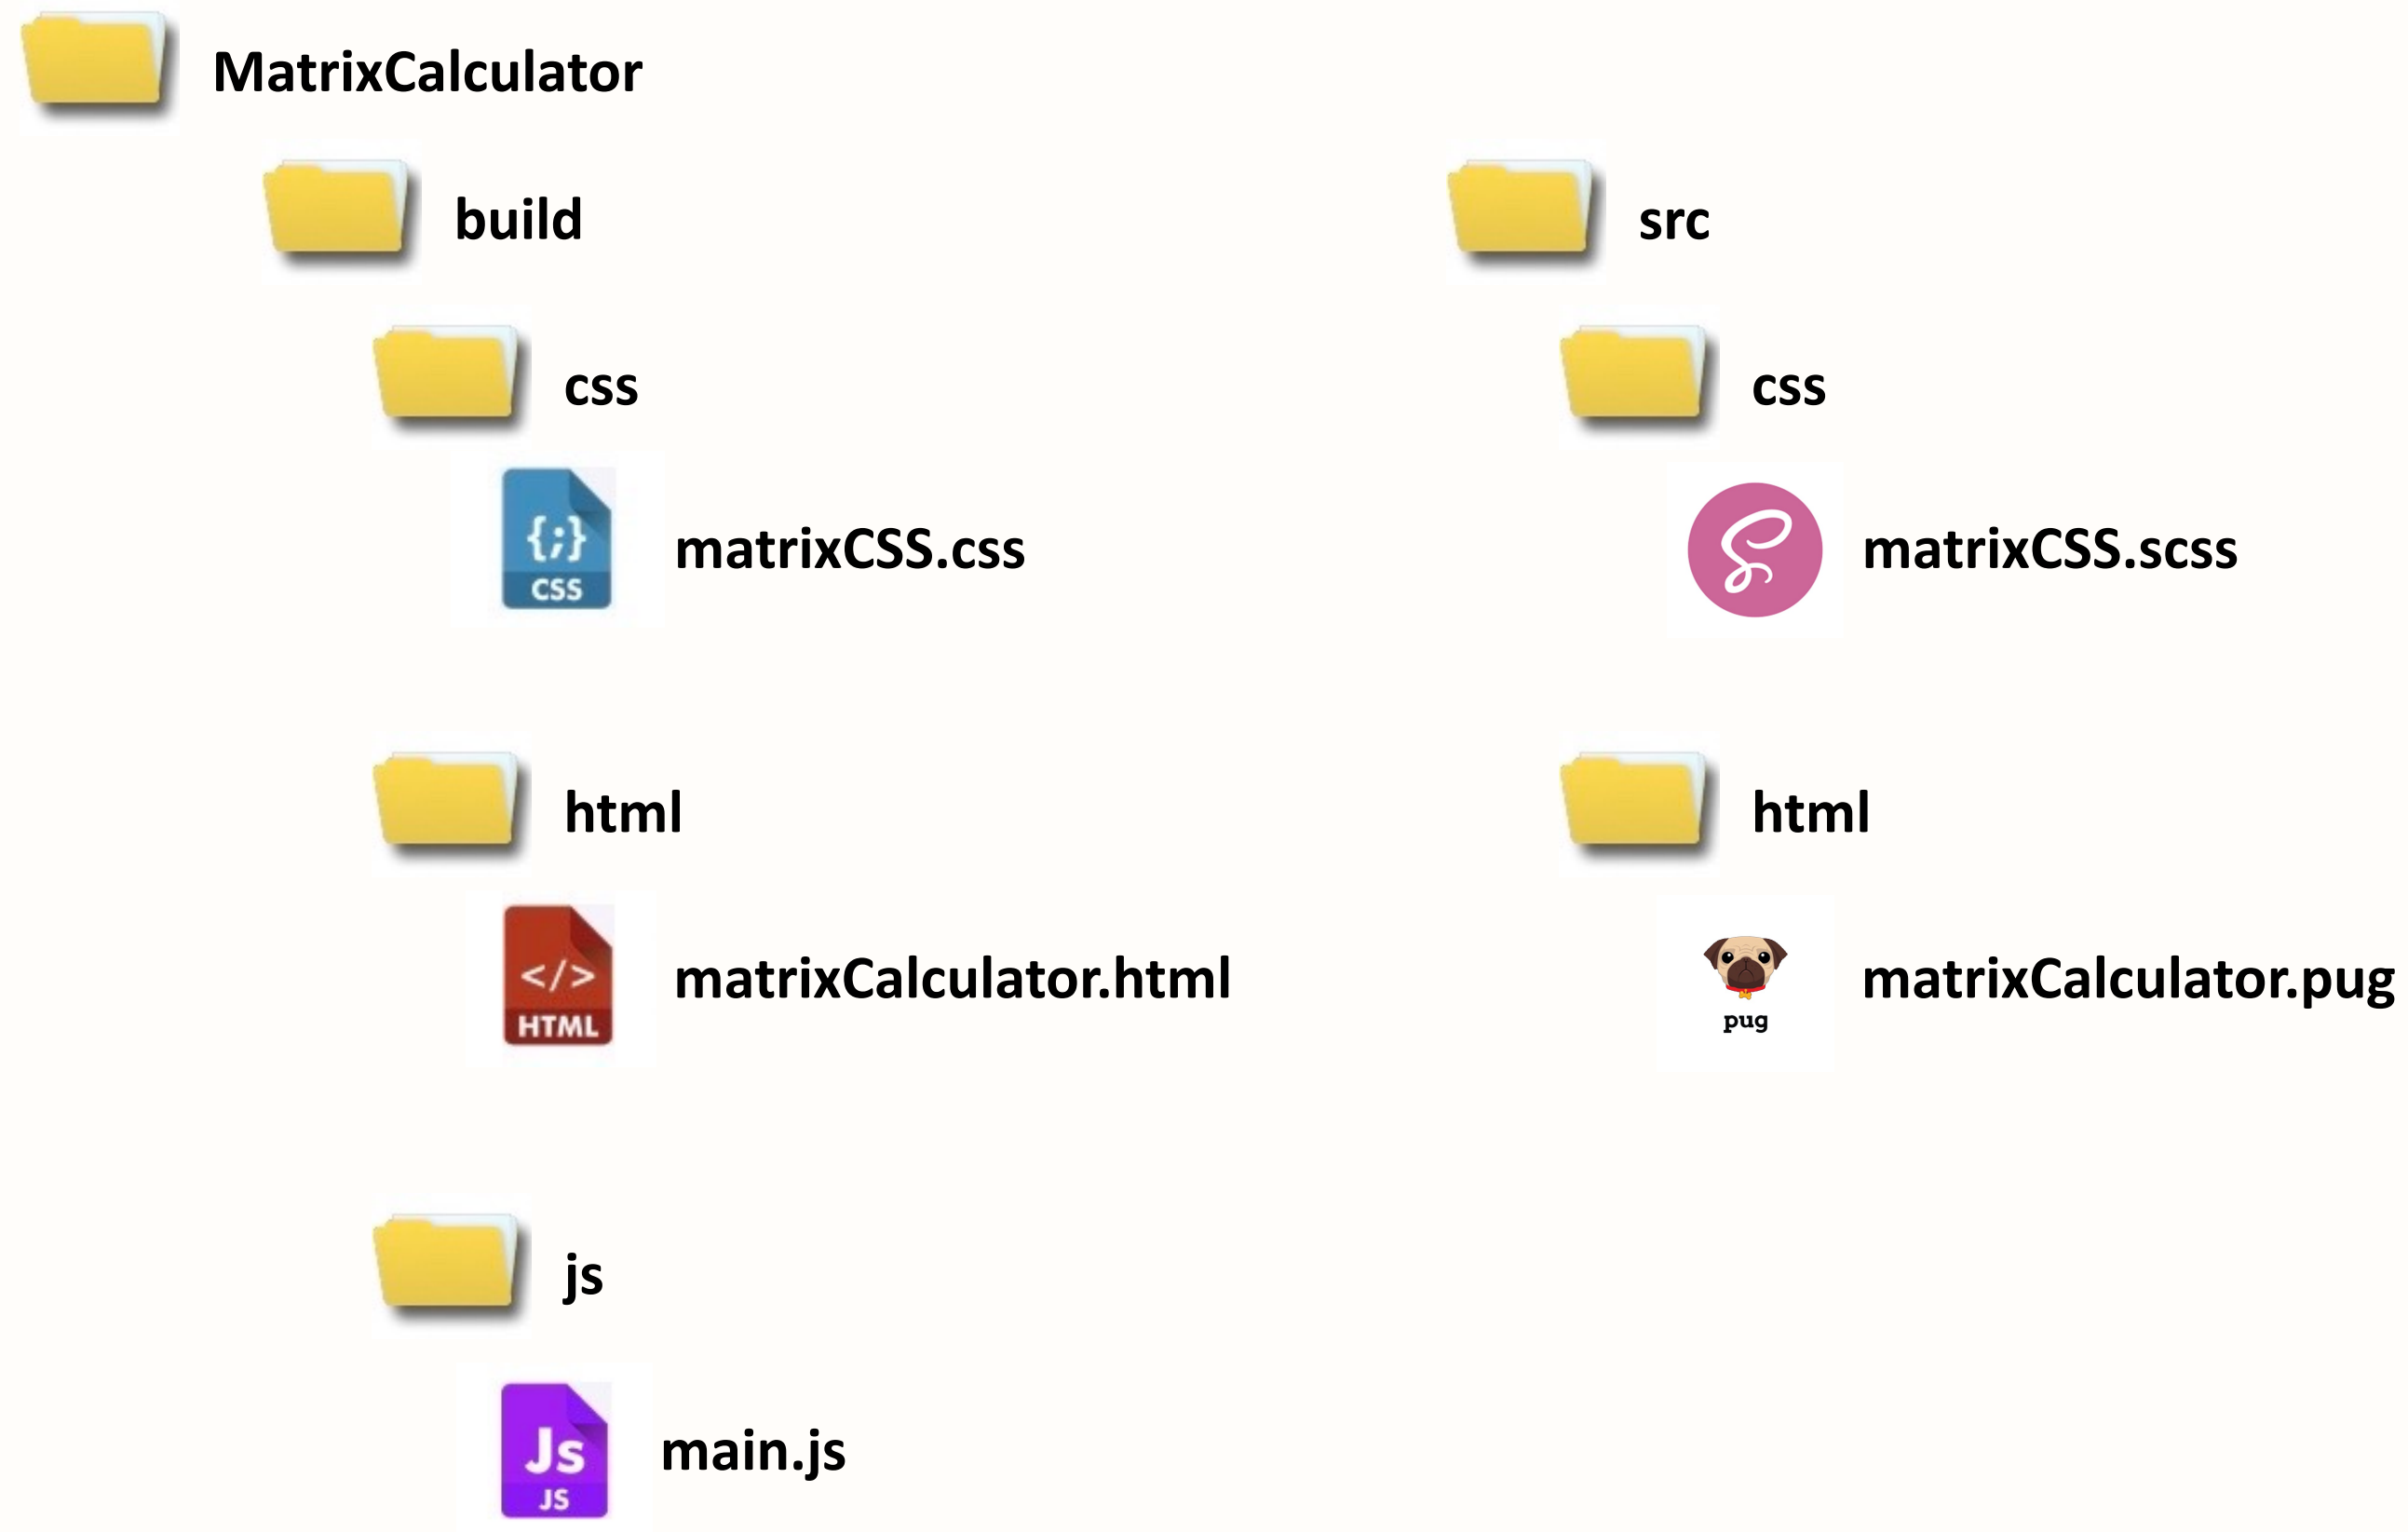 MatrixCalculator
build
src
css
css
{;}
CSS
matrixCSS.css
matrixCSS.scss
html
html
</>
HTML
matrixCalculator.html
pug
matrixCalculator.pug
js
Js
JS
main.js